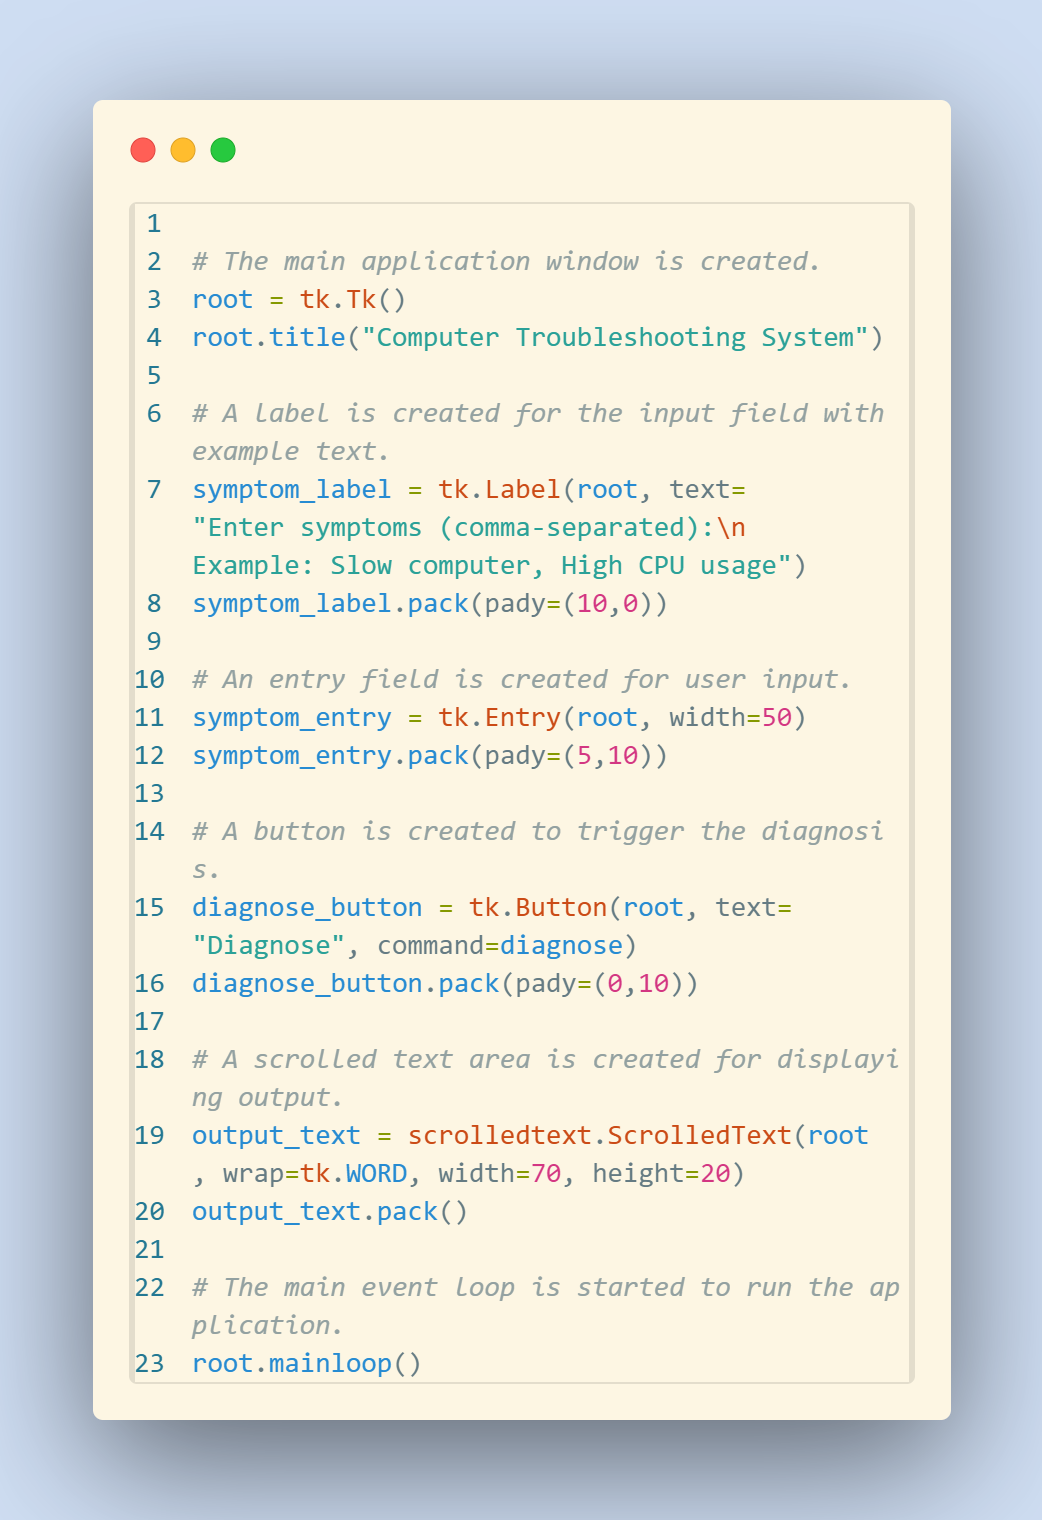 1
2 # The main application window is created.
3 root = tk.Tk()
4 root.title("Computer Troubleshooting System")
5
6 # A label is created for the input field with
example text.
7 symptom_label = tk.Label(root, text=
"Enter symptoms (comma-separated):\n
Example: Slow computer, High CPU usage")
8 symptom_label.pack(pady=(10,0))
9
10 # An entry field is created for user input.
11 symptom_entry = tk.Entry(root, width=50)
12 symptom_entry.pack(pady=(5,10))
13
14 # A button is created to trigger the diagnosi
s.
15 diagnose_button = tk.Button(root, text=
"Diagnose", command=diagnose)
16 diagnose_button.pack(pady=(0,10))
17
18 # A scrolled text area is created for displayi
ng output.
19 output_text = scrolledtext.ScrolledText(root
, wrap=tk.WORD, width=70, height=20)
20 output_text.pack()
21
22 # The main event loop is started to run the ap
plication.
23 root.mainloop()